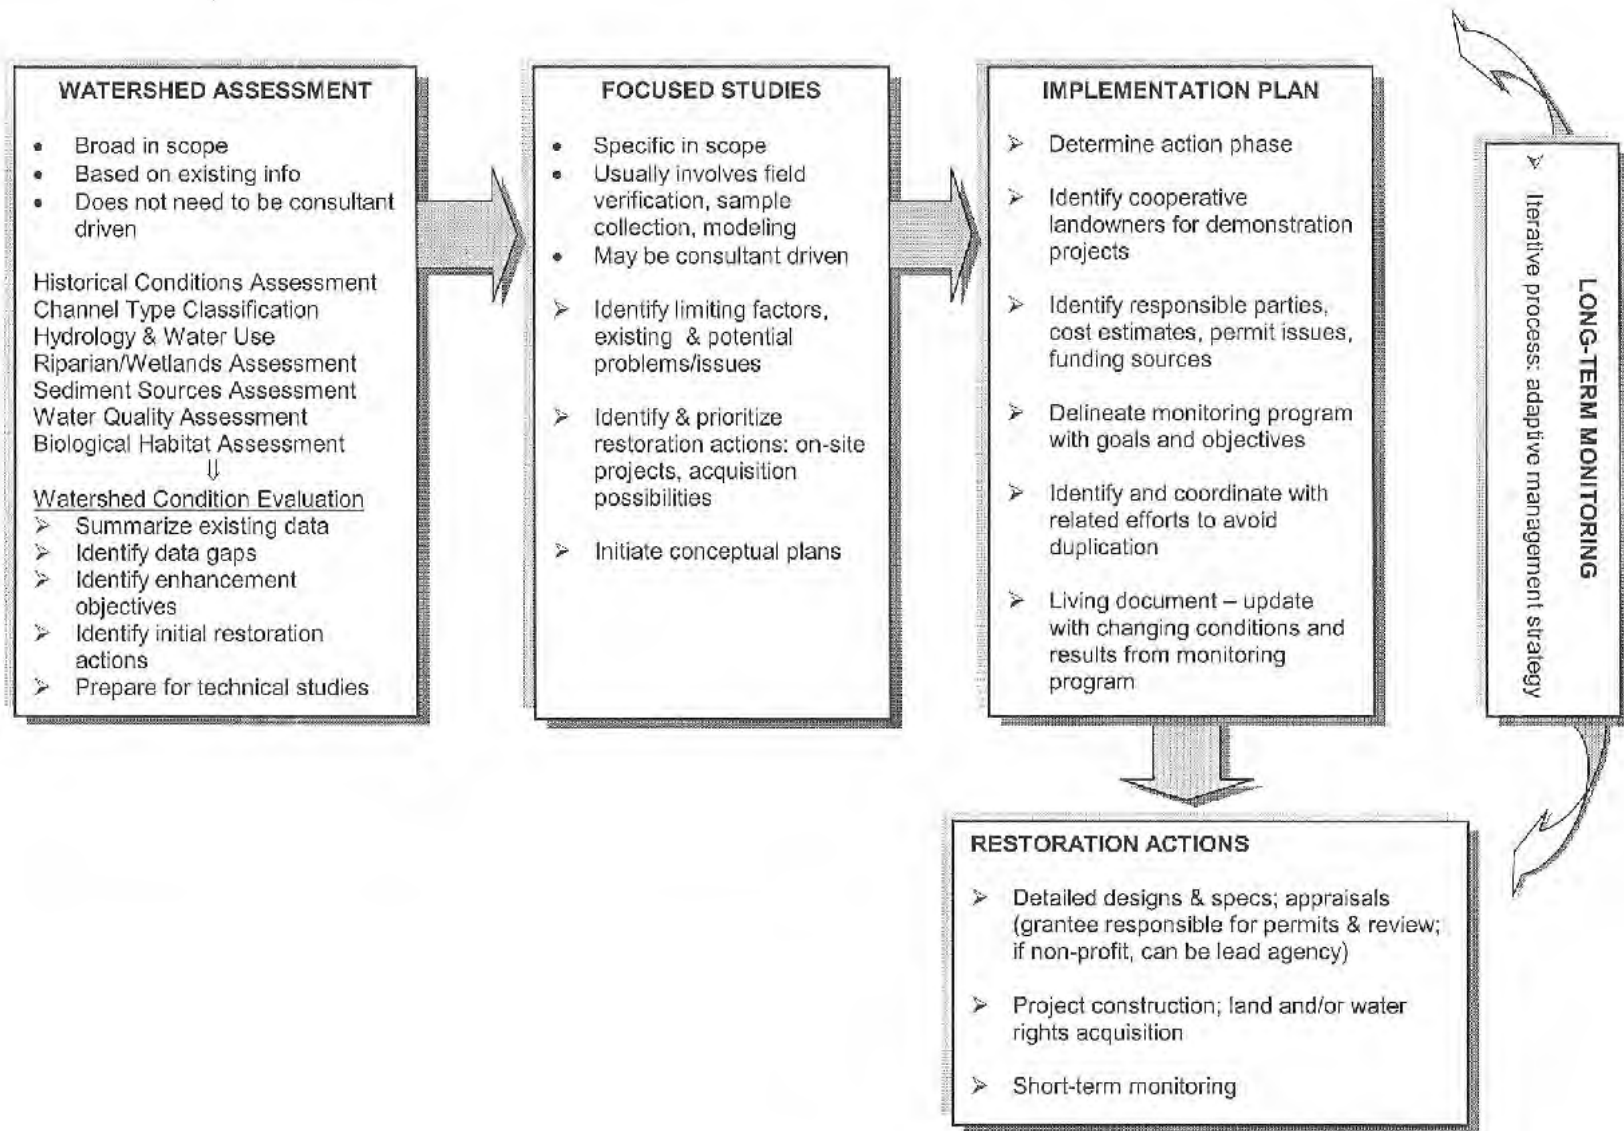 WATERSHED ASSESSMENT
• Broad in scope
• Based on existing info
• Does not need to be consultant
driven
Historical Conditions Assessment
Channel Type Classification
Hydrology & Water Use
Riparian/Wetlands Assessment
Sediment Sources Assessment
Water Quality Assessment
Biological Habitat Assessment
⇓
Watershed Condition Evaluation
➢ Summarize existing data
➢ Identify data gaps
➢ Identify enhancement
objectives
➢ Identify initial restoration
actions
➢ Prepare for technical studies
FOCUSED STUDIES
• Specific in scope
• Usually involves field
verification, sample
collection, modeling
• May be consultant driven
➢ Identify limiting factors,
existing & potential
problems/issues
➢ Identify & prioritize
restoration actions: on-site
projects, acquisition
possibilities
➢ Initiate conceptual plans
IMPLEMENTATION PLAN
➢ Determine action phase
➢ Identify cooperative
landowners for demonstration
projects
➢ Identify responsible parties,
cost estimates, permit issues,
funding sources
➢ Delineate monitoring program
with goals and objectives
➢ Identify and coordinate with
related efforts to avoid
duplication
➢ Living document – update
with changing conditions and
results from monitoring
program
LONG-TERM MONITORING
➢ Iterative process: adaptive management strategy
RESTORATION ACTIONS
➢ Detailed designs & specs; appraisals
(grantee responsible for permits & review;
if non-profit, can be lead agency)
➢ Project construction; land and/or water
rights acquisition
➢ Short-term monitoring